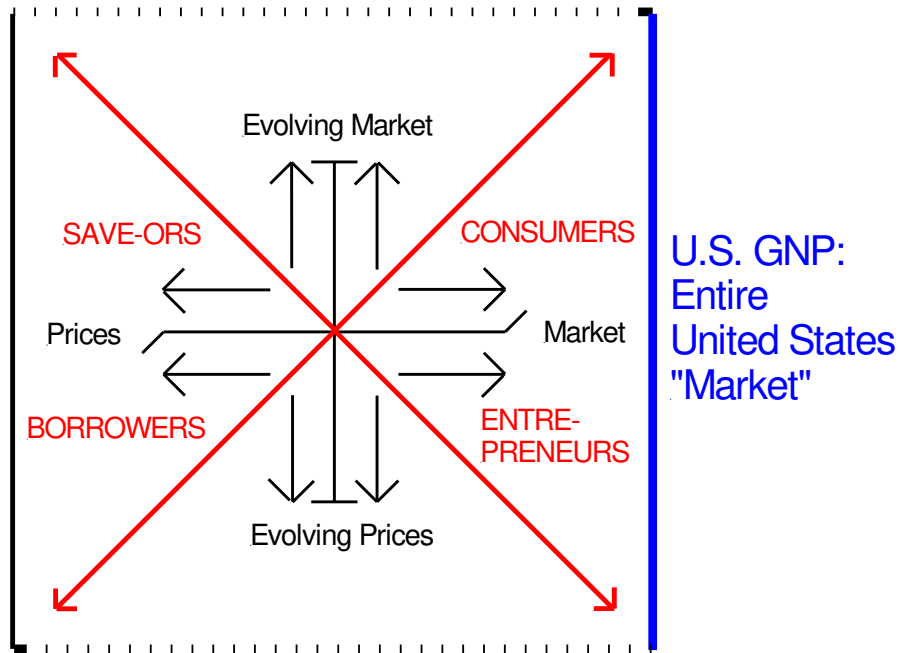 Evolving Market
SAVE-ORS
CONSUMERS
Prices
Market
BORROWERS
ENTRE-
PRENEURS
Evolving Prices
U.S. GNP:
Entire
United States
"Market"